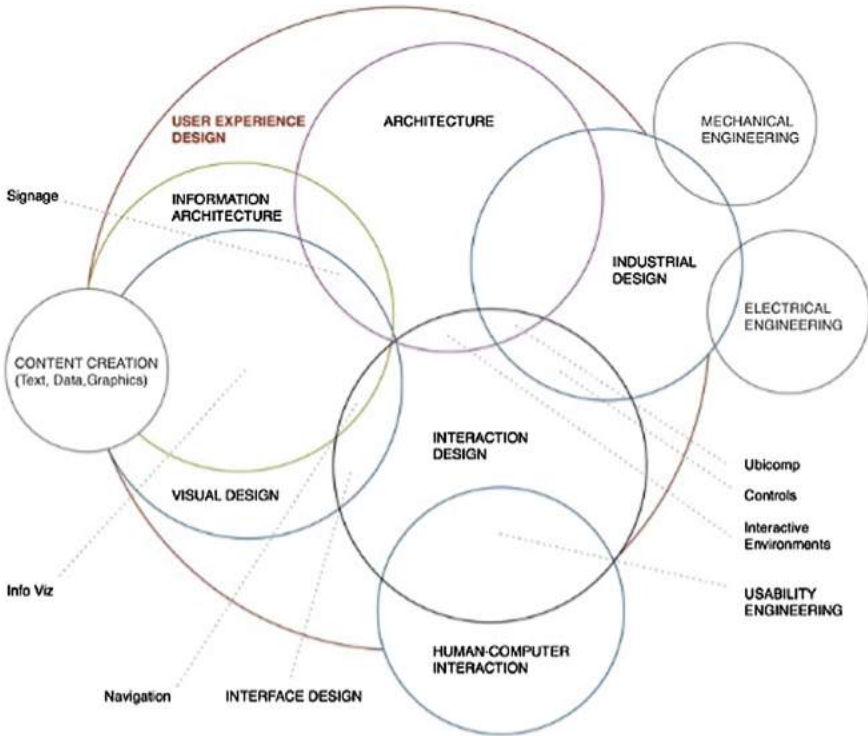 USER EXPERIENCE
DESIGN
ARCHITECTURE
MECHANICAL
ENGINEERING
Signage
INFORMATION
ARCHITECTURE
INDUSTRIAL
DESIGN
ELECTRICAL
ENGINEERING
CONTENT CREATION
(Text, Data,Graphics)
INTERACTION
DESIGN
VISUAL DESIGN
Ubicomp
Controls
Interactive
Environments
Info Viz
USABILITY
ENGINEERING
HUMAN-COMPUTER
INTERACTION
Navigation
INTERFACE DESIGN